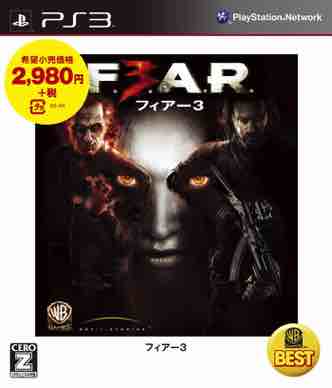 PS3
PlayStation Network
希望小売価格
2,980円
+税
F.3.A.R.
フィアー3
WB
GAMES
フィアー3
CERO
Z
WB
BEST